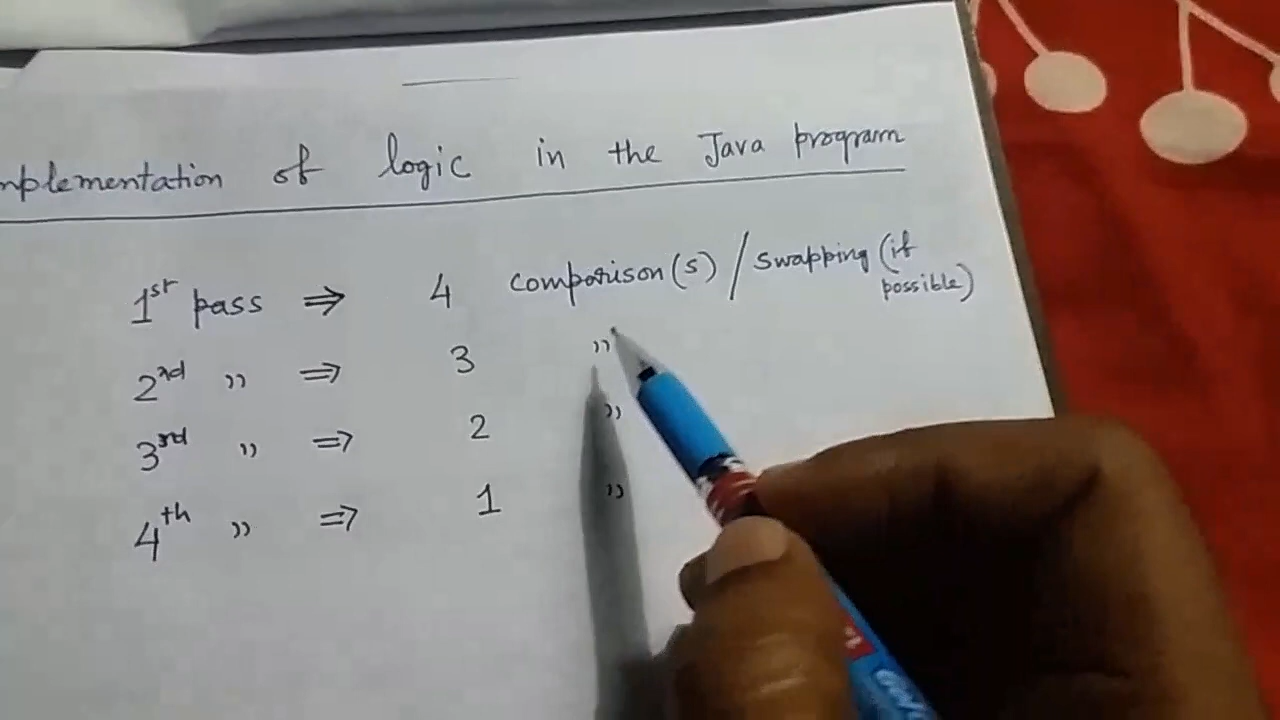 mplementation of logic in the Java program
1st pass ⇒ 4 comparison(s) / swapping (if possible)
2nd " ⇒ 3 "
3rd " ⇒ 2 "
4th " ⇒ 1 "